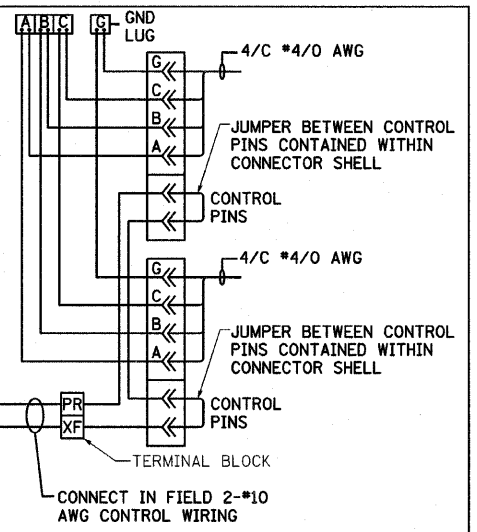 A B C G GND
LUG
4/C #4/0 AWG
G
C
B
A
JUMPER BETWEEN CONTROL
PINS CONTAINED WITHIN
CONNECTOR SHELL
CONTROL
PINS
4/C #4/0 AWG
G
C
B
A
JUMPER BETWEEN CONTROL
PINS CONTAINED WITHIN
CONNECTOR SHELL
CONTROL
PINS
PR
XF
TERMINAL BLOCK
CONNECT IN FIELD 2-#10
AWG CONTROL WIRING